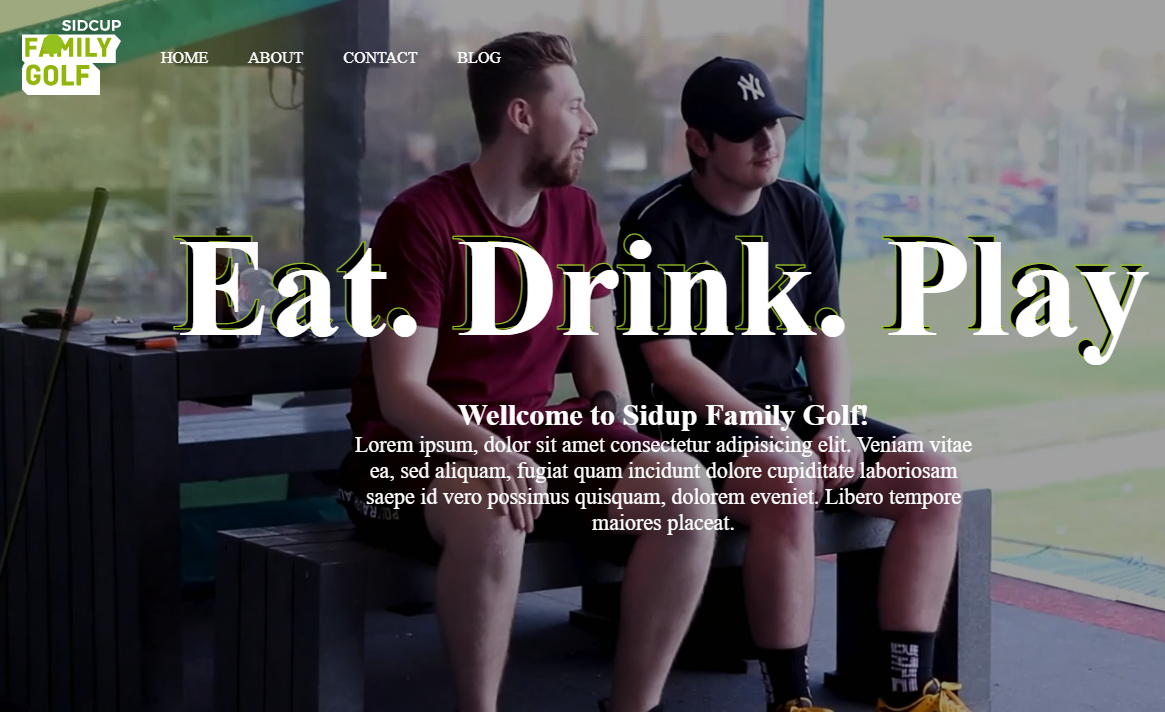 SIDCUP
FAMILY
GOLF
HOME ABOUT CONTACT BLOG
NY
Eat. Drink. Play
Wellcome to Sidup Family Golf!
Lorem ipsum, dolor sit amet consectetur adipisicing elit. Veniam vitae
ea, sed aliquam, fugiat quam incidunt dolore cupiditate laboriosam
saepe id vero possimus quisquam, dolorem eveniet. Libero tempore
maiores placeat.